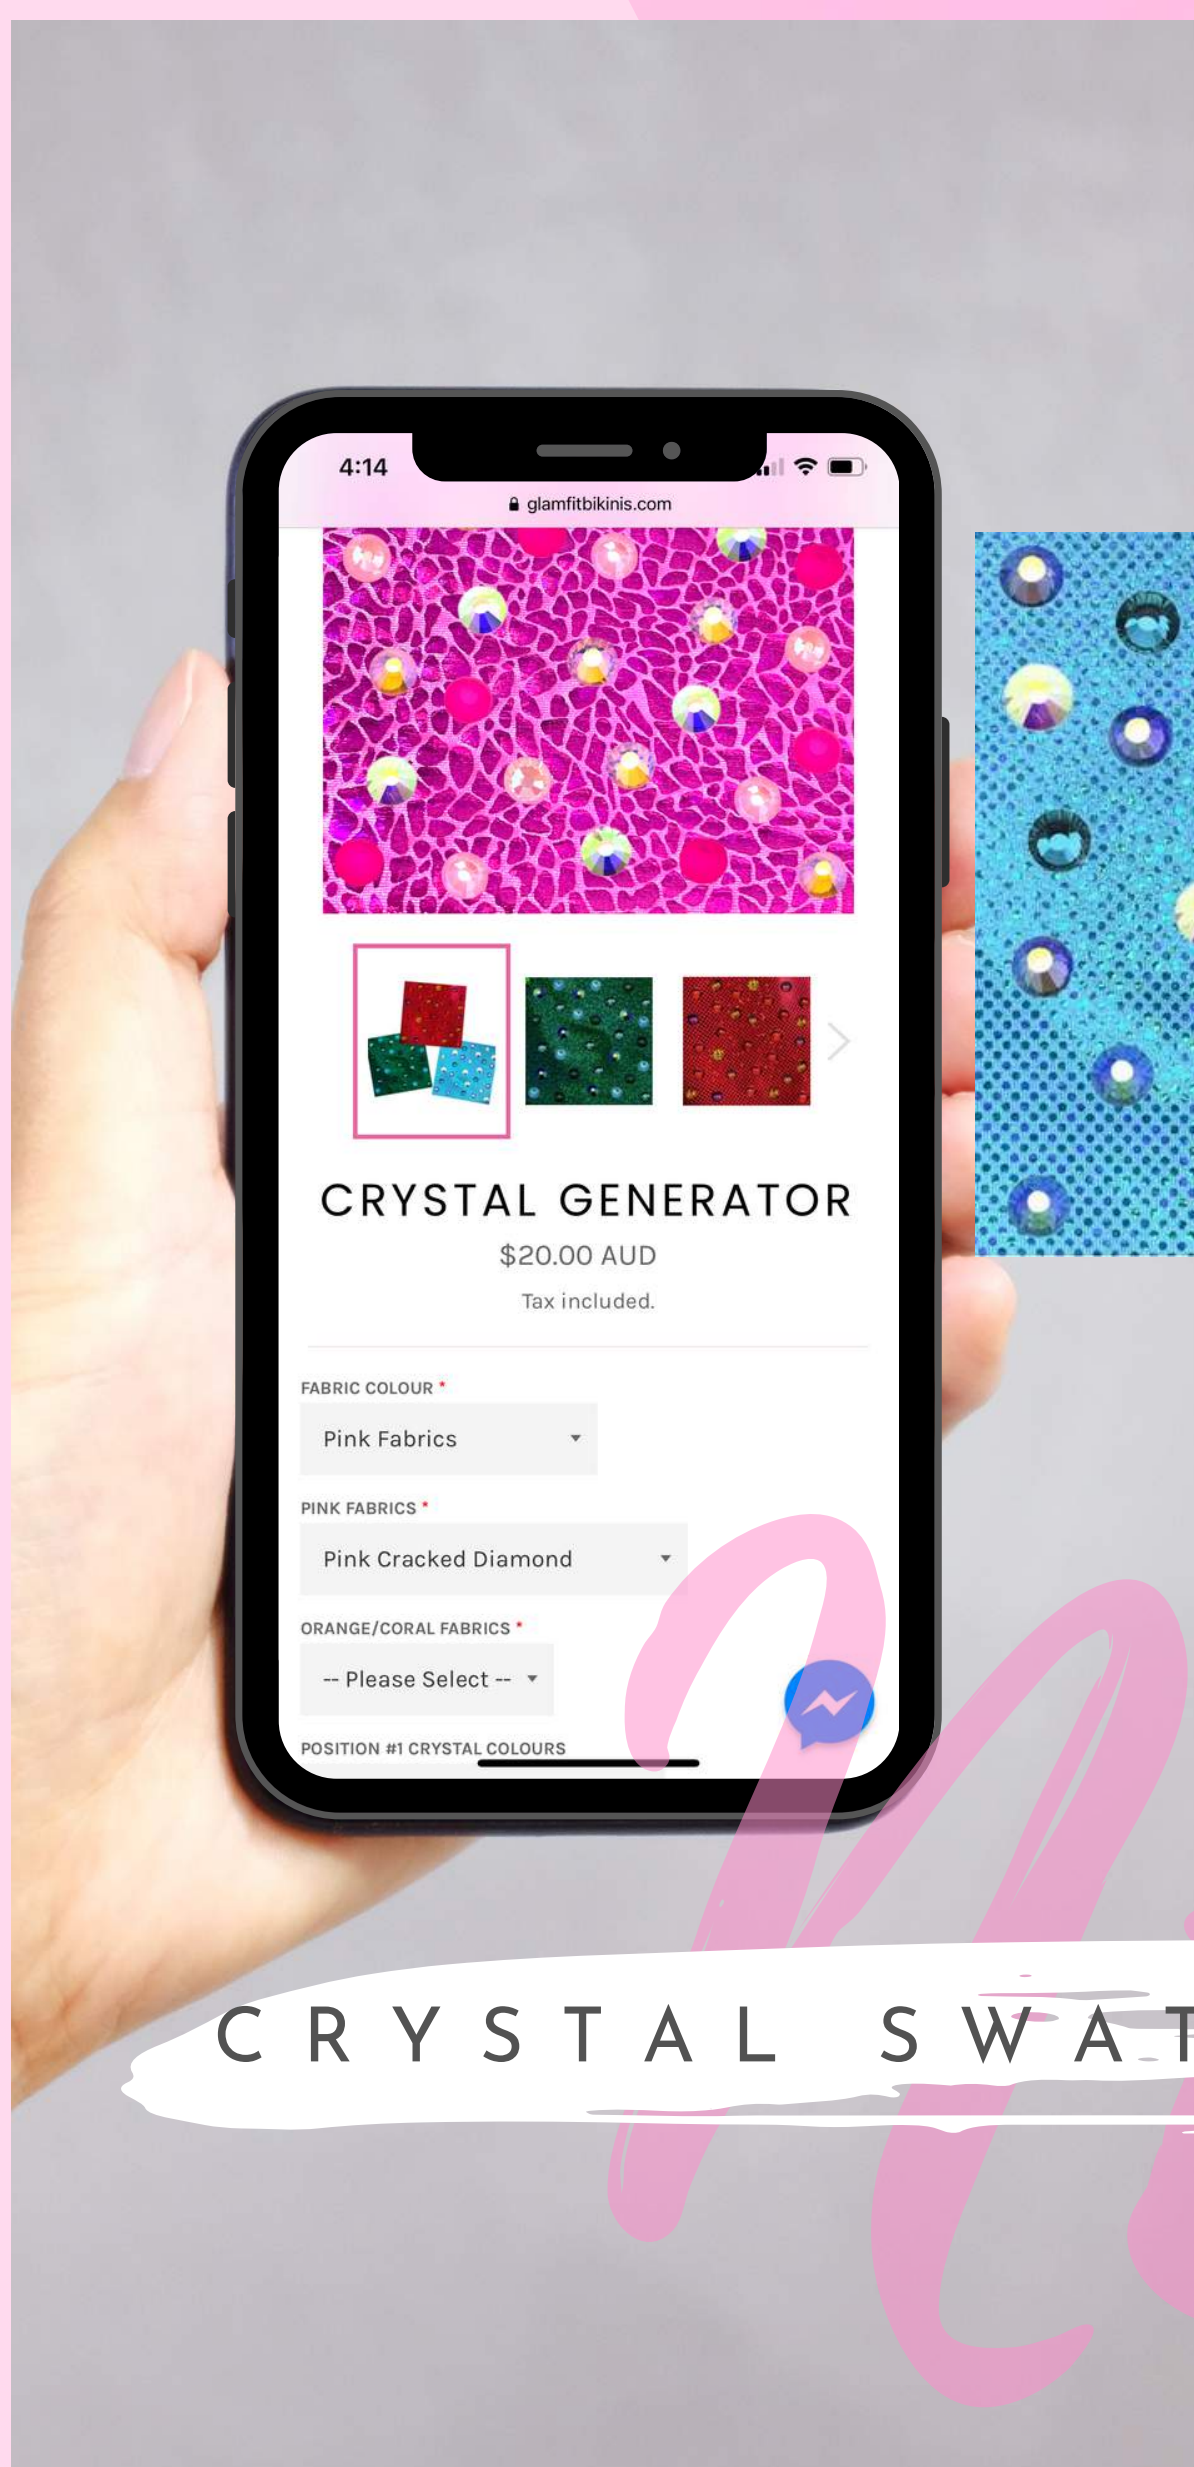 4:14
glamfitbikinis.com
CRYSTAL GENERATOR
$20.00 AUD
Tax included.
FABRIC COLOUR *
Pink Fabrics
PINK FABRICS *
Pink Cracked Diamond
ORANGE/CORAL FABRICS *
-- Please Select --
POSITION #1 CRYSTAL COLOURS
CRYSTAL